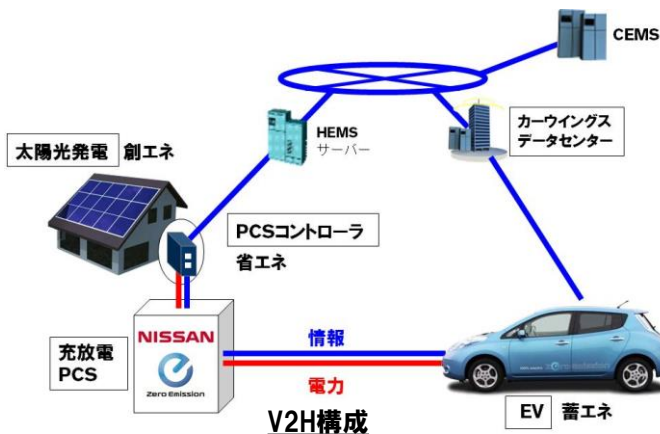 CEMS
HEMS
サーバー
カーウイングス
データセンター
太陽光発電 創エネ
PCSコントローラ
省エネ
NISSAN
Zero Emission
充放電
PCS
情報
電力
EV 蓄エネ
V2H構成